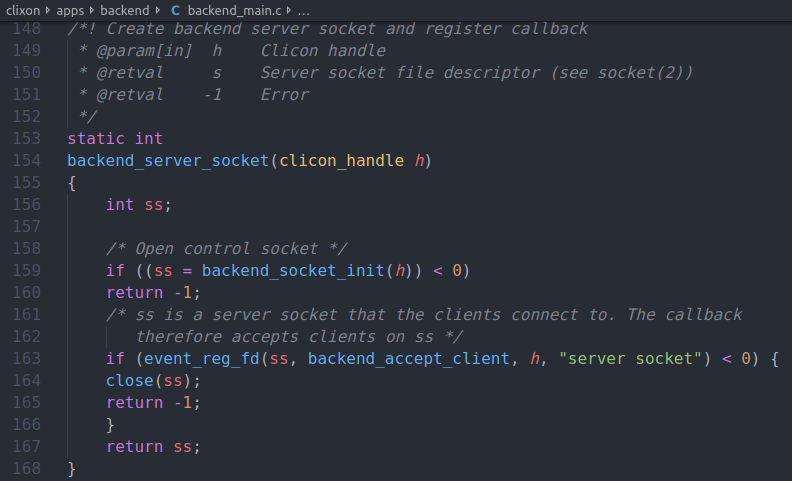 clixon › apps › backend › C backend_main.c › ...
148 /*! Create backend server socket and register callback
149  * @param[in]  h    Clicon handle
150  * @retval     s    Server socket file descriptor (see socket(2))
151  * @retval    -1    Error
152  */
153 static int
154 backend_server_socket(clicon_handle h)
155 {
156     int ss;
157
158     /* Open control socket */
159     if ((ss = backend_socket_init(h)) < 0)
160     return -1;
161     /* ss is a server socket that the clients connect to. The callback
162        therefore accepts clients on ss */
163     if (event_reg_fd(ss, backend_accept_client, h, "server socket") < 0) {
164     close(ss);
165     return -1;
166     }
167     return ss;
168 }